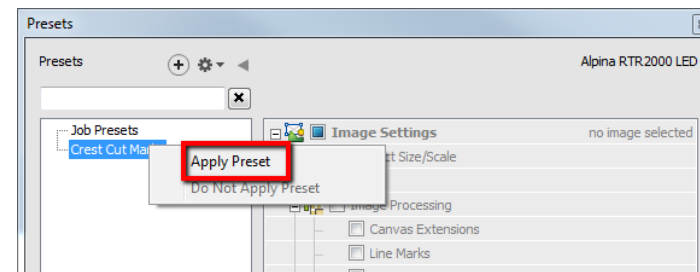 Presets
Presets
Alpina RTR2000 LED
Job Presets
Crest Cut Ma
Image Settings
no image selected
Apply Preset
ct Size/Scale
Do Not Apply Preset
Image Processing
Canvas Extensions
Line Marks